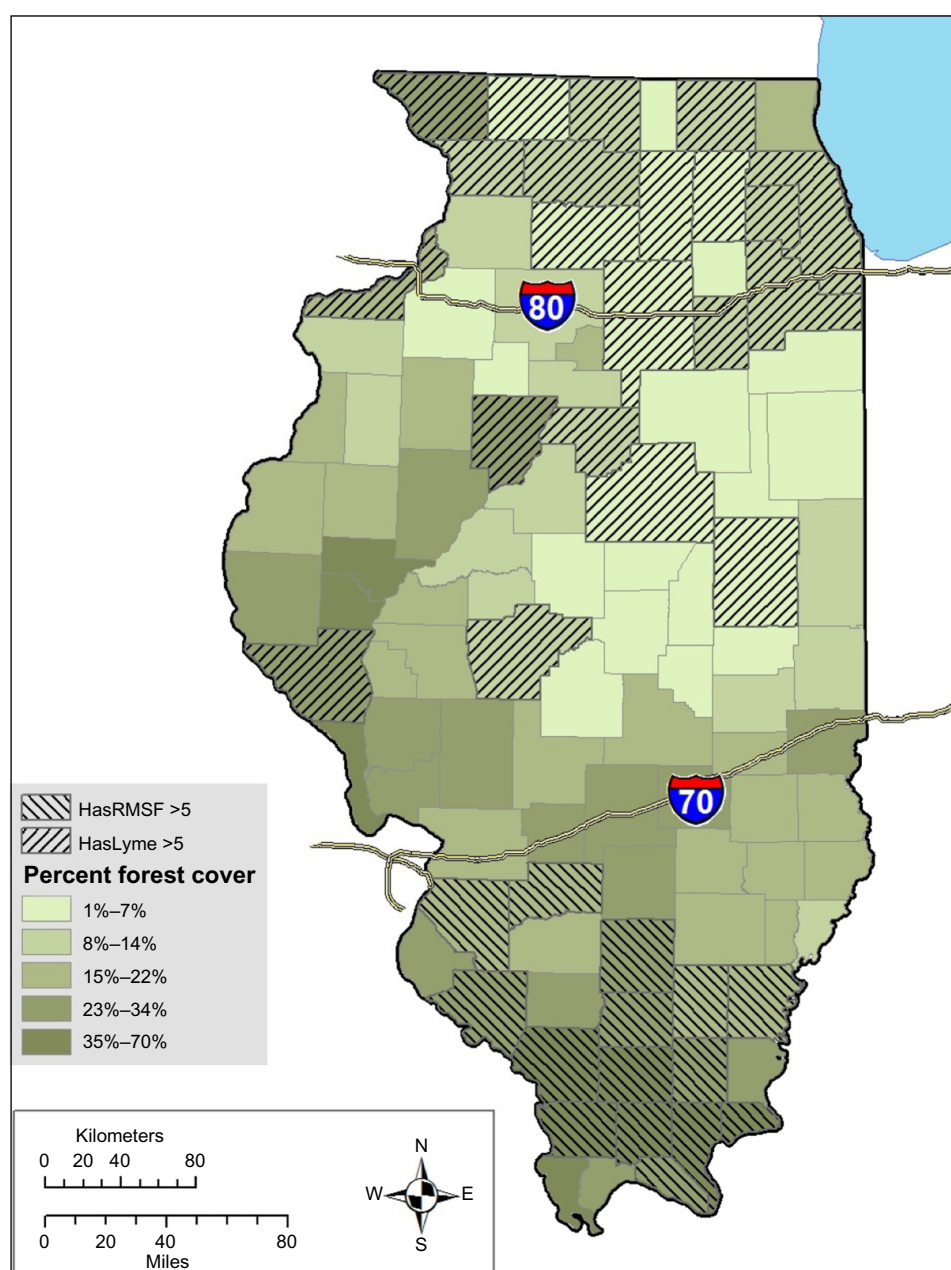 80
70
HasRMSF >5
HasLyme >5
Percent forest cover
1%–7%
8%–14%
15%–22%
23%–34%
35%–70%
Kilometers
0 20 40 80
0 20 40 80
Miles
N
W E
S